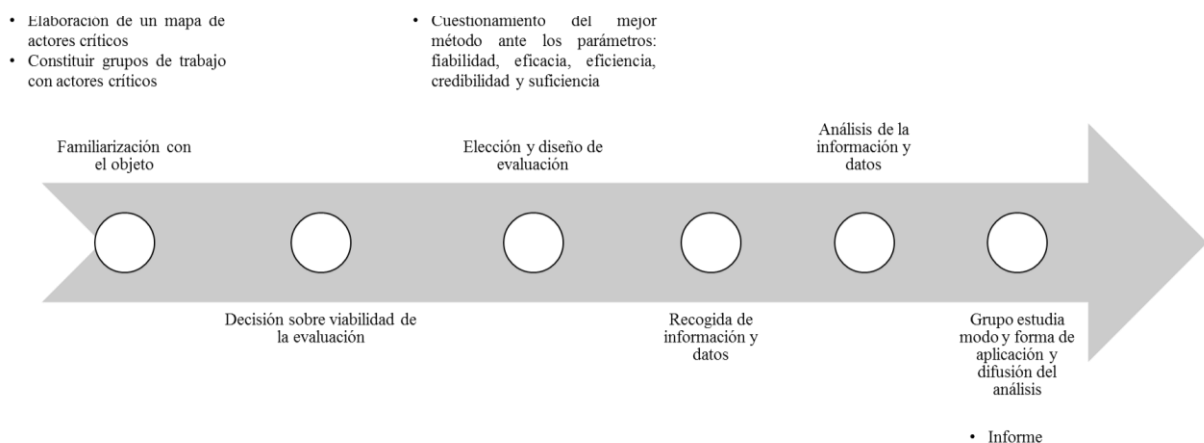 • Elaboración de un mapa de
actores críticos
• Constituir grupos de trabajo
con actores críticos
• Cuestionamiento del mejor
método ante los parámetros:
fiabilidad, eficacia, eficiencia,
credibilidad y suficiencia
Familiarización con
el objeto
Elección y diseño de
evaluación
Análisis de la
información y
datos
Decisión sobre viabilidad de
la evaluación
Recogida de
información y
datos
Grupo estudia
modo y forma de
aplicación y
difusión del
análisis
• Informe